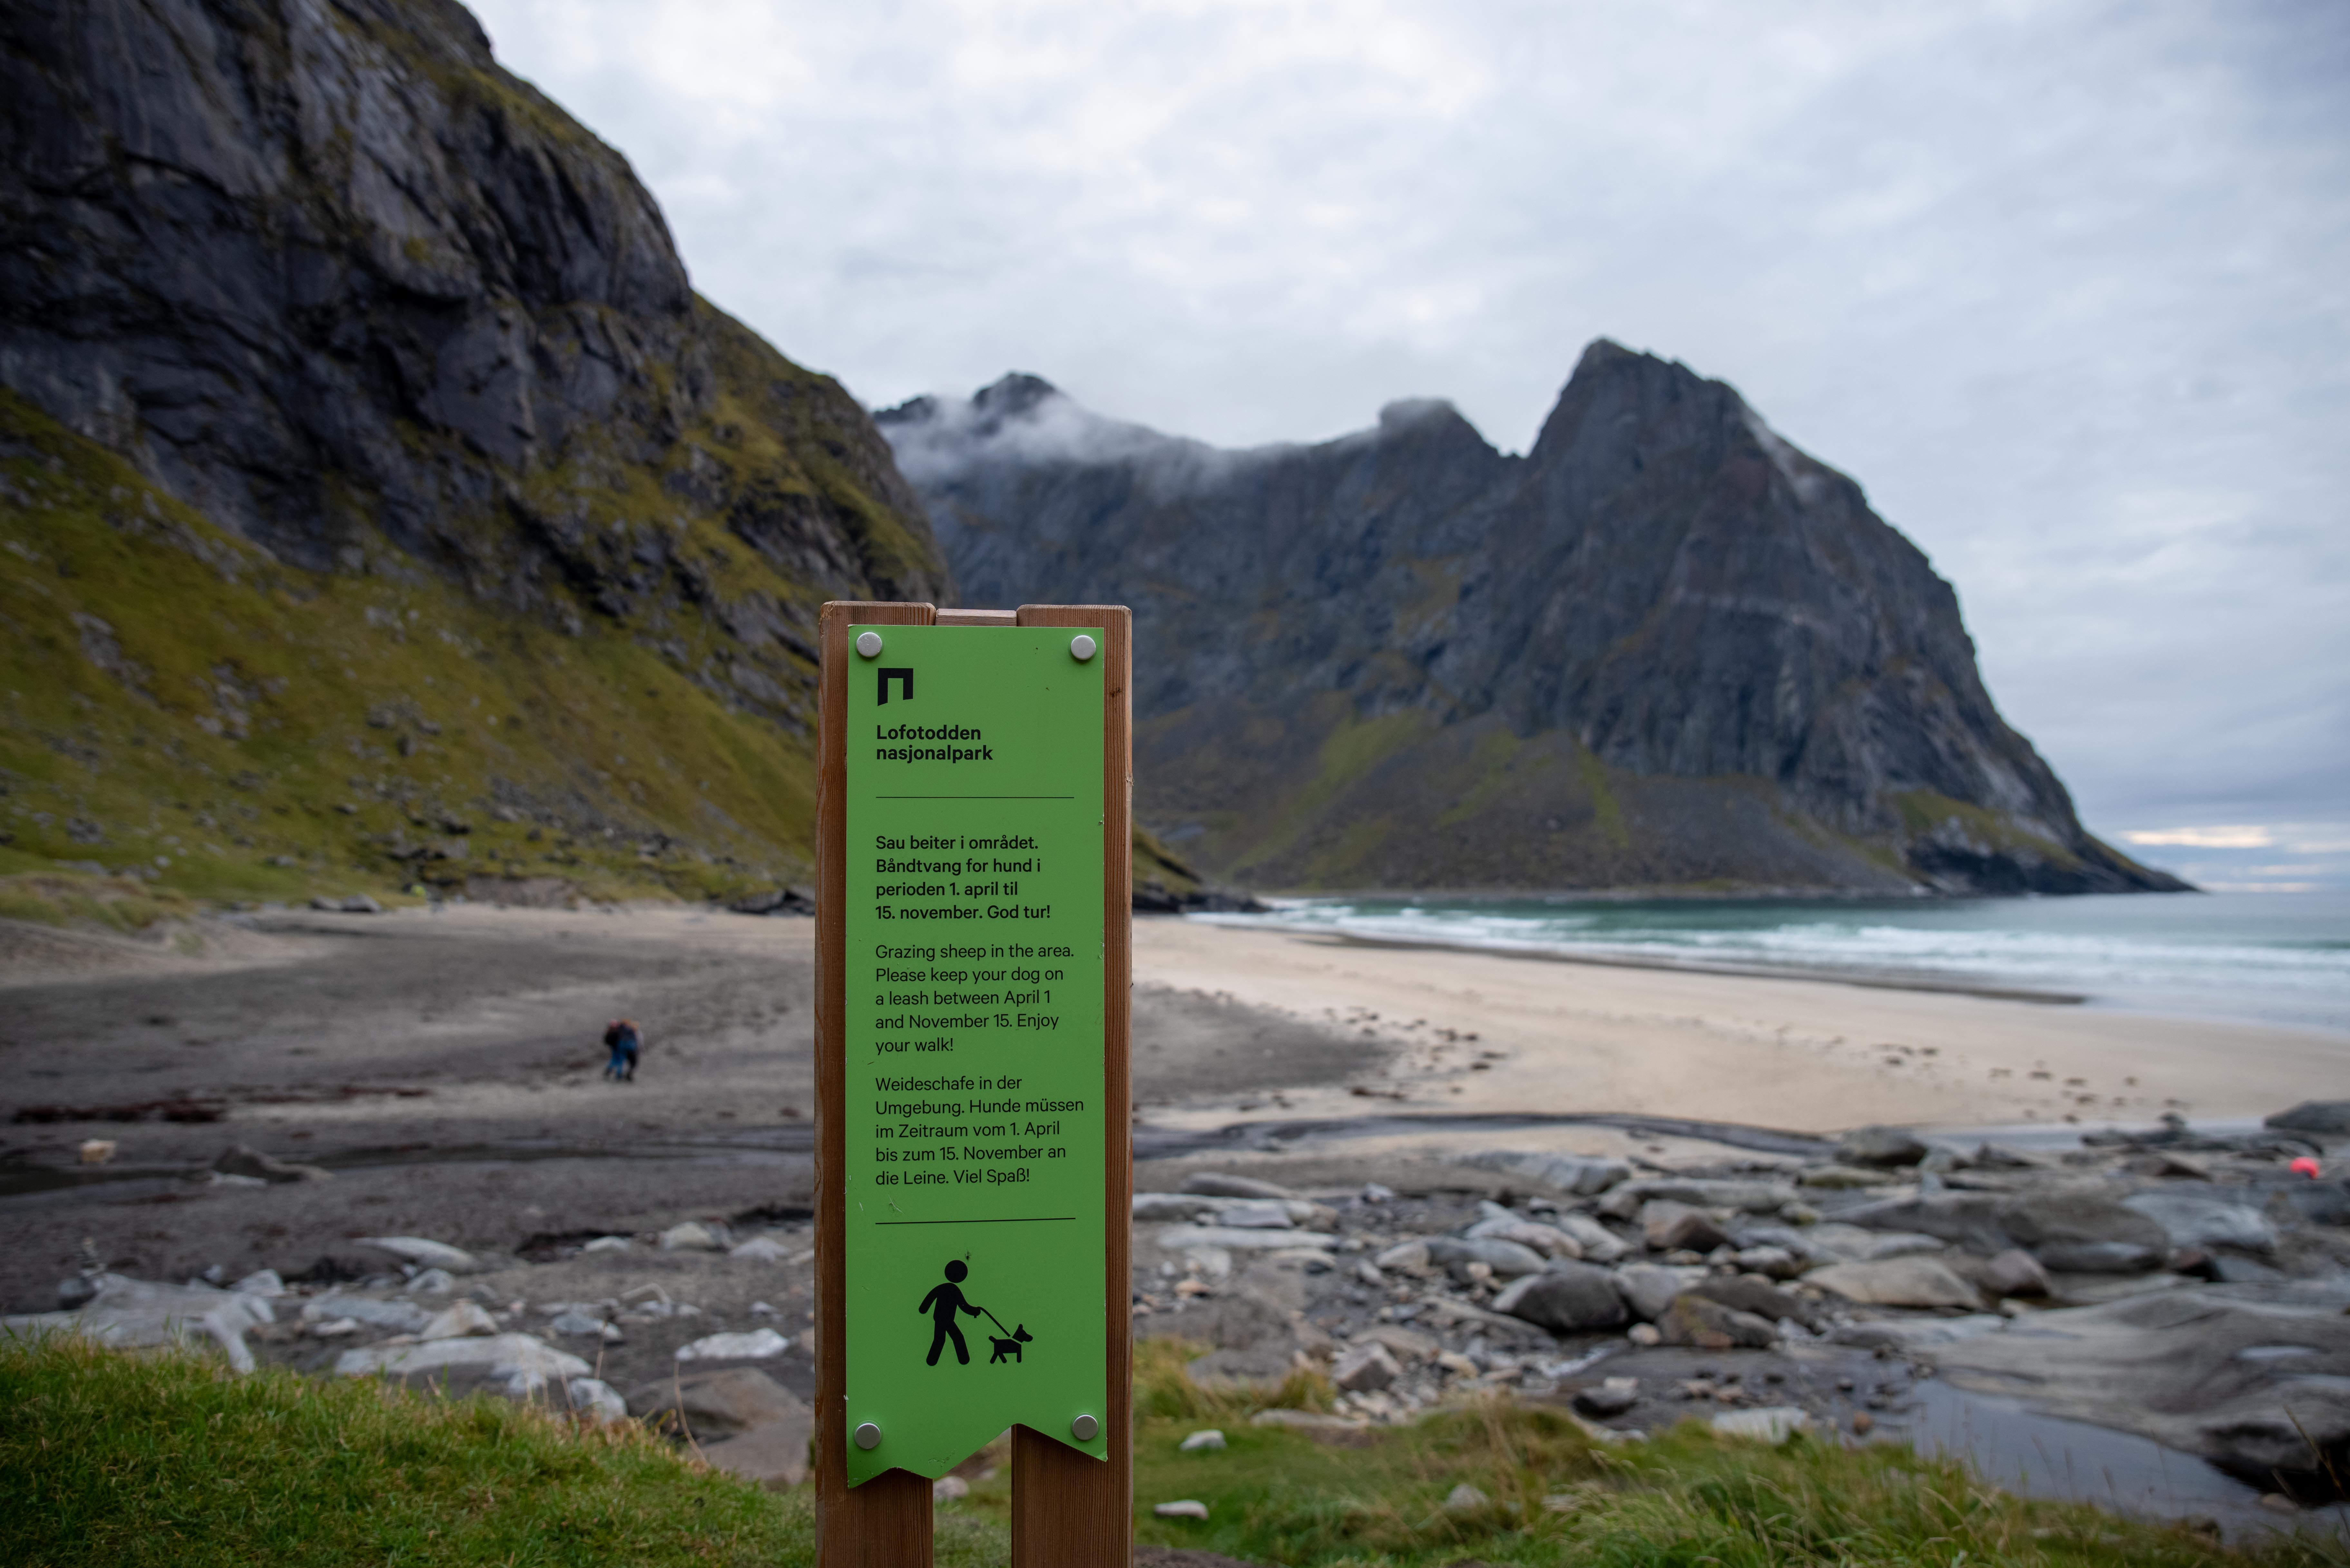 Lofotodden
nasjonalpark
Sau beiter i området.
Båndtvang for hund i
perioden 1. april til
15. november. God tur!
Grazing sheep in the area.
Please keep your dog on
a leash between April 1
and November 15. Enjoy
your walk!
Weideschafe in der
Umgebung. Hunde müssen
im Zeitraum vom 1. April
bis zum 15. November an
die Leine. Viel Spaß!